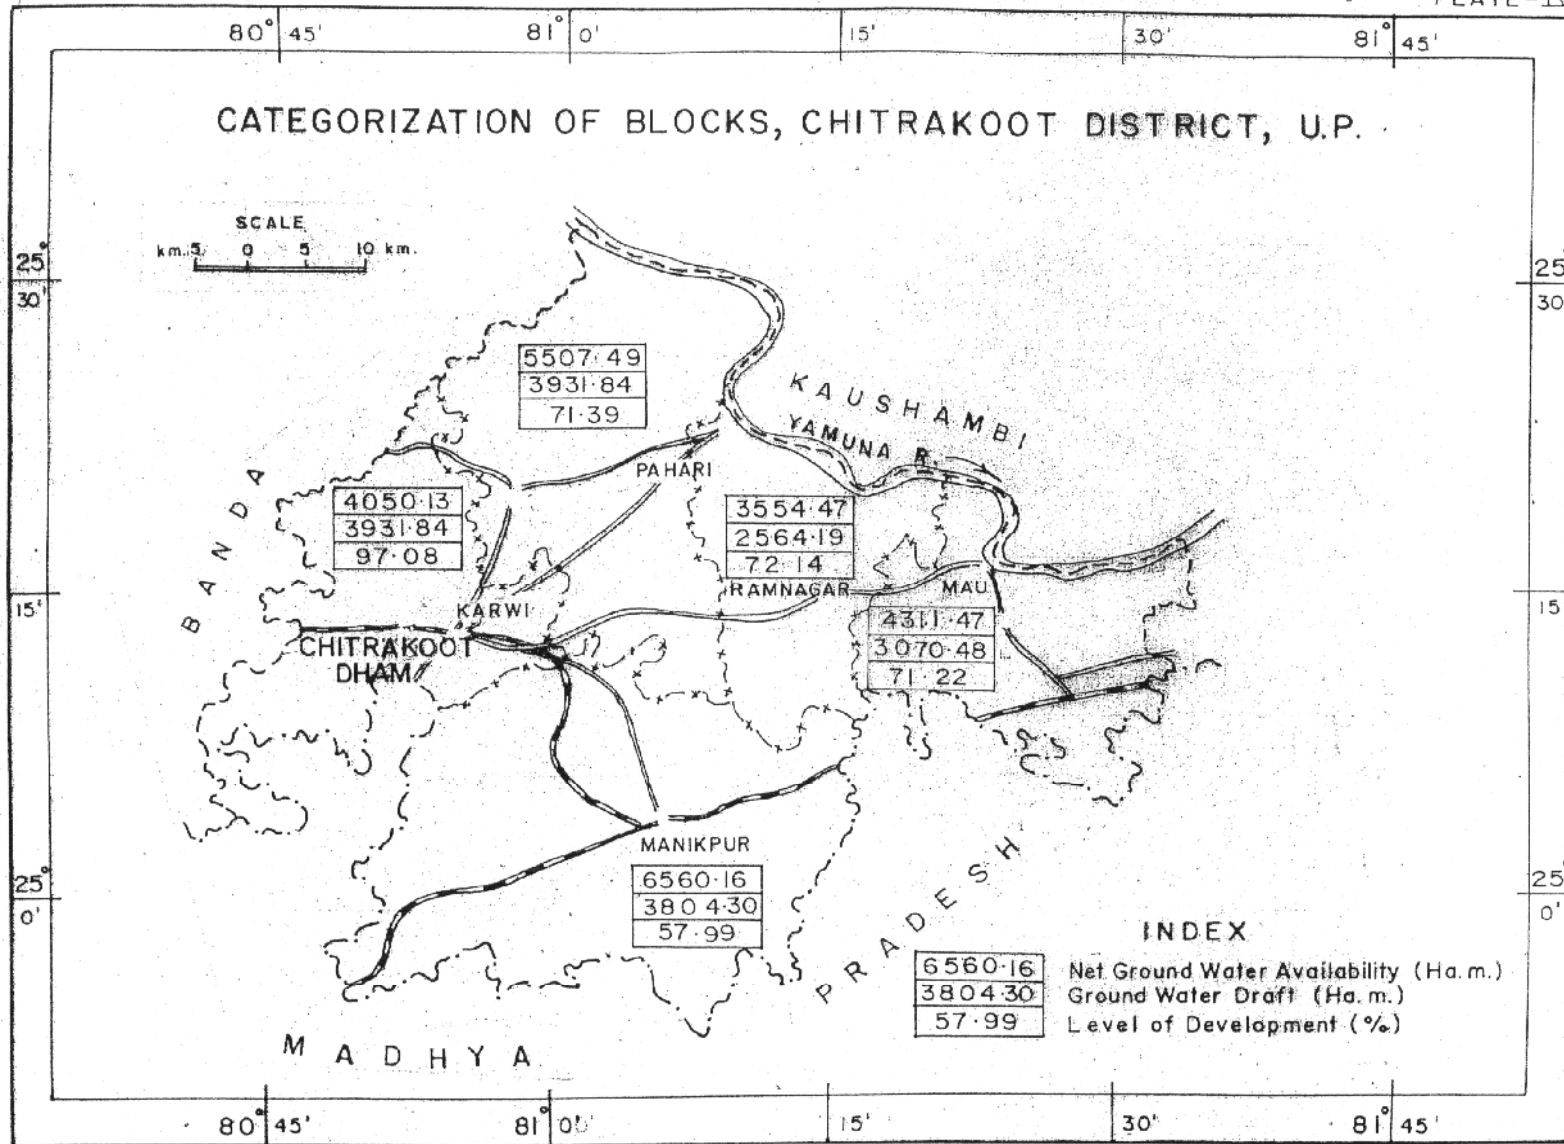 PLATE-
80° 45' 81° 0' 15' 30' 81° 45'
CATEGORIZATION OF BLOCKS, CHITRAKOOT DISTRICT, U.P.
SCALE
km. 5 0 5 10 km.
25° 30'
25 30
5507.49
3931.84
71.39
KAUSHAMBI
YAMUNA R.
PAHARI
BANDA
4050.13
3931.84
97.08
3554.47
2564.19
72.14
RAMNAGAR
MAU
15'
15
KARWI
4311.47
3070.48
71.22
CHITRAKOOT
DHAM
MANIKPUR
6560.16
3804.30
57.99
25° 0'
25 0'
MADHYA
PRADESH
INDEX
6560.16 Net Ground Water Availability (Ha.m.)
3804.30 Ground Water Draft (Ha.m.)
57.99 Level of Development (%)
80° 45' 81° 00' 15' 30' 81° 45'